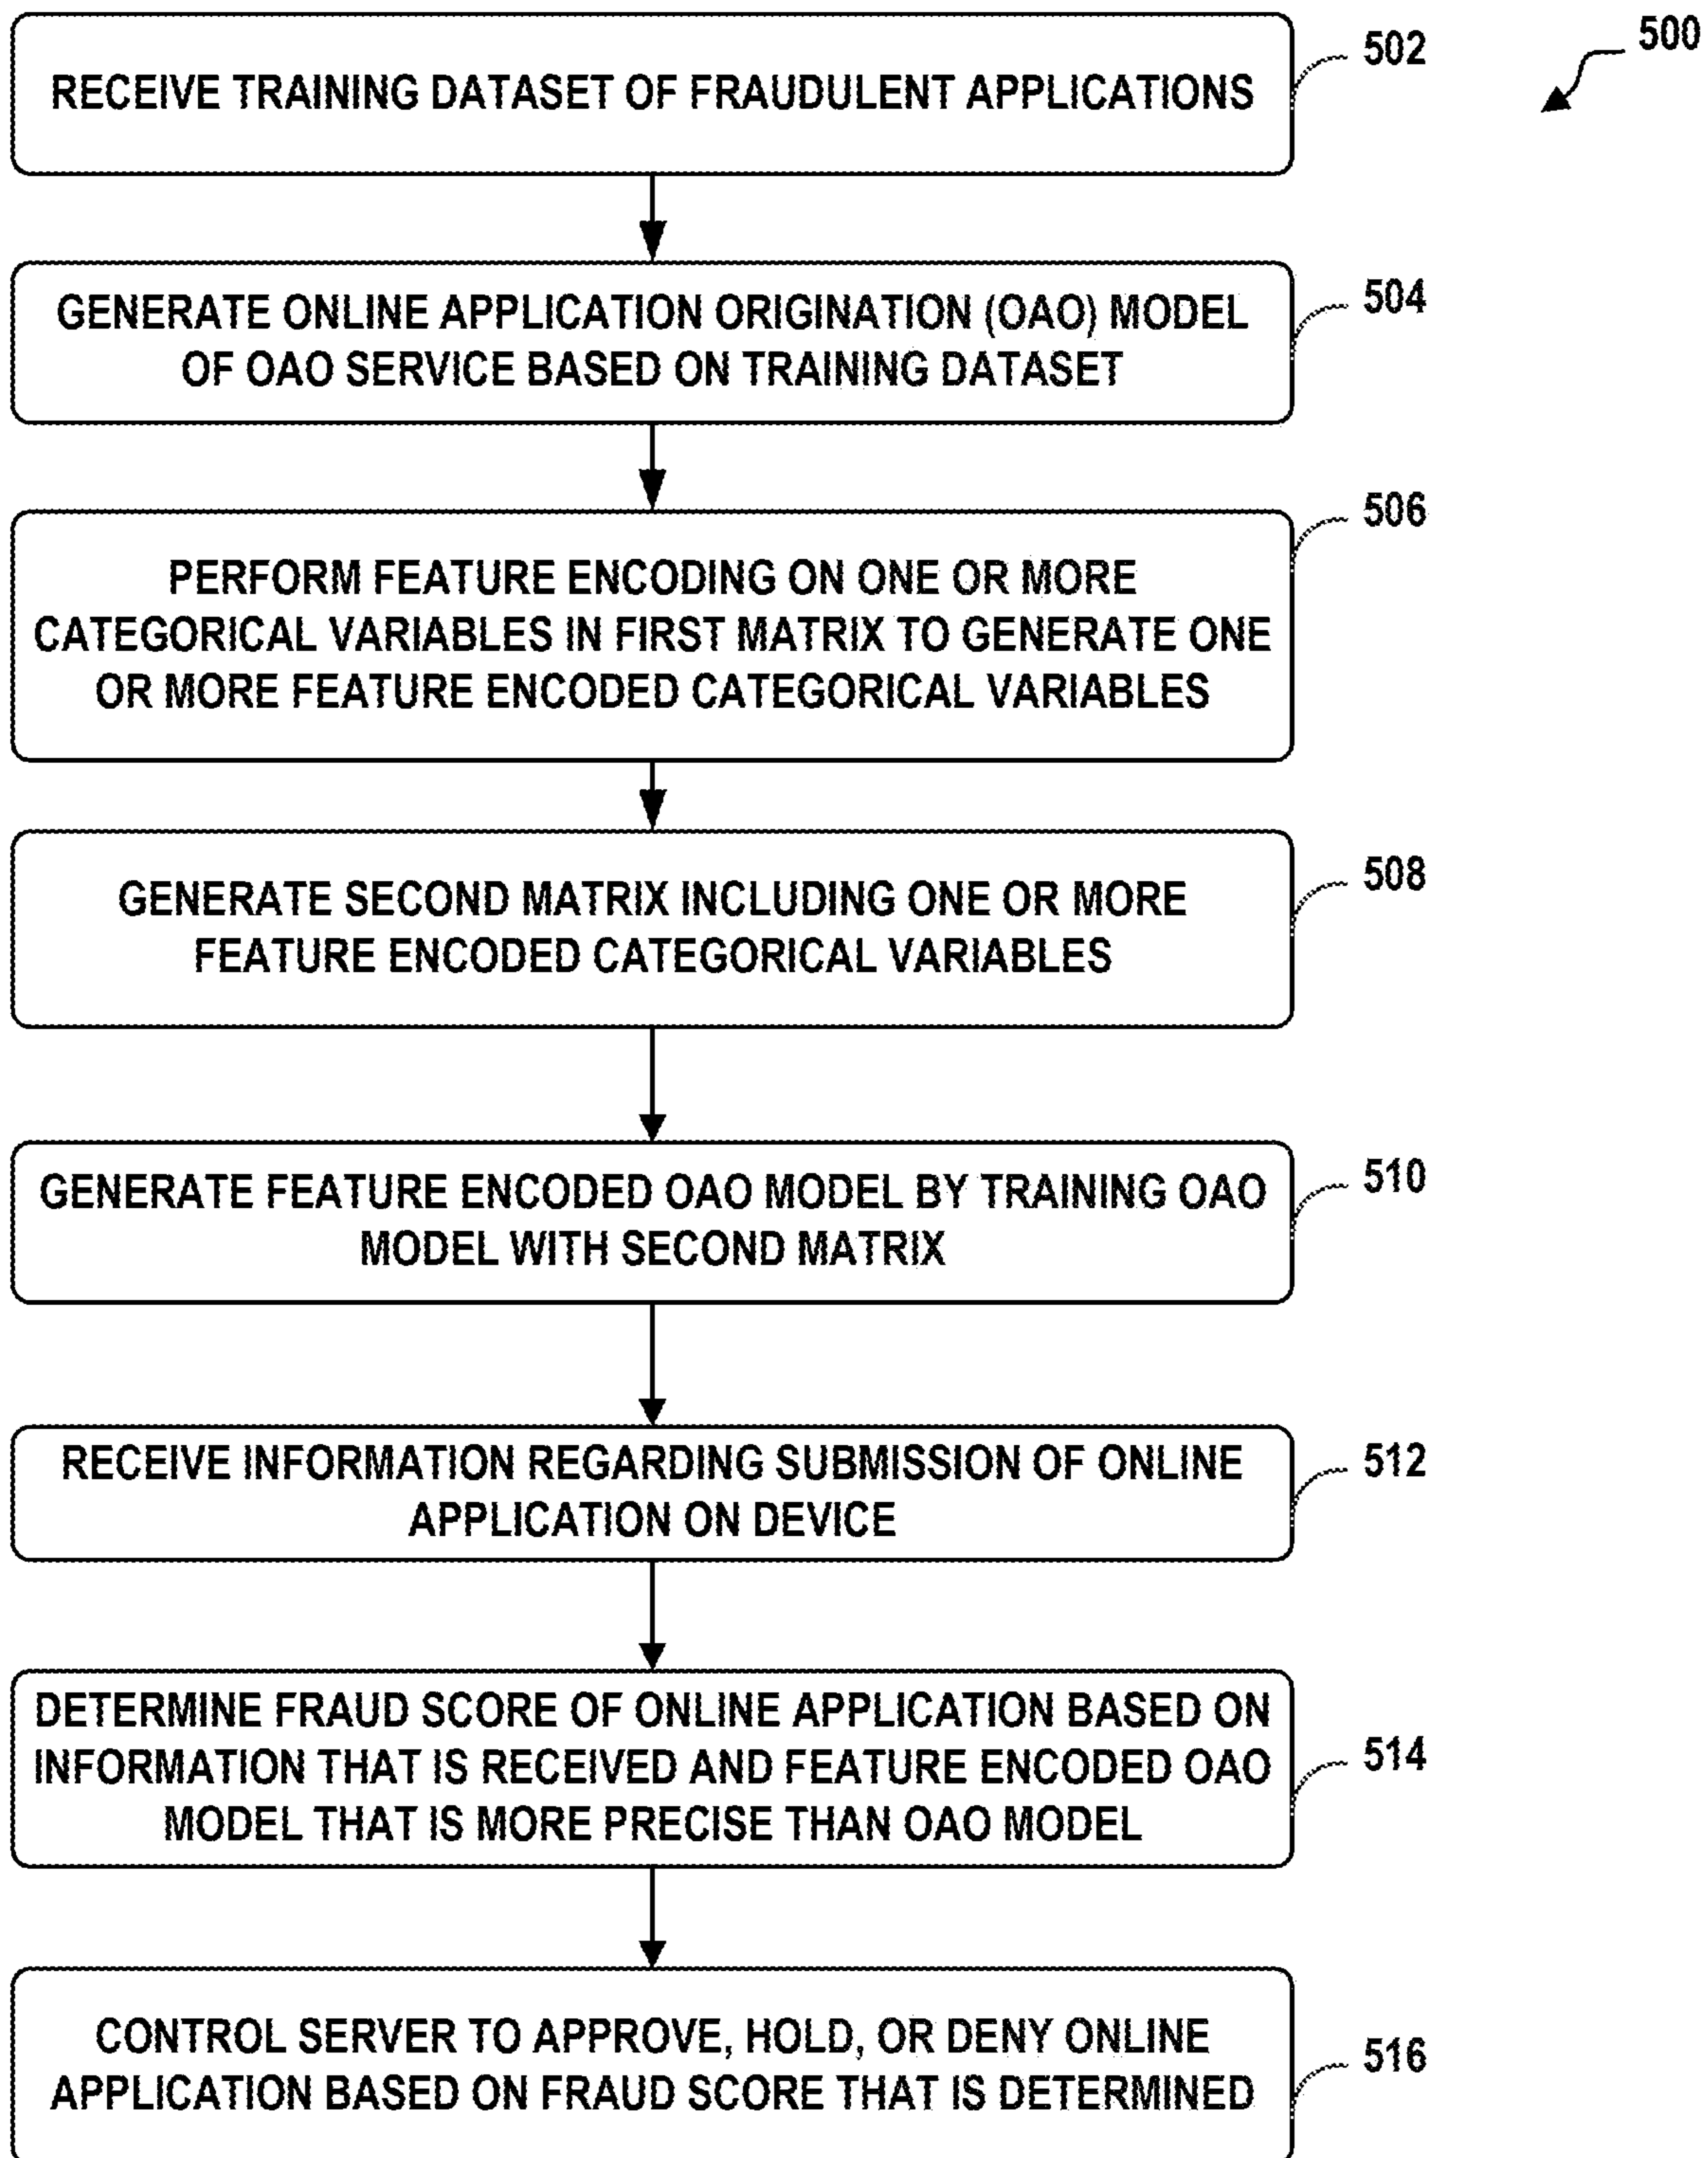 500
RECEIVE TRAINING DATASET OF FRAUDULENT APPLICATIONS
502
GENERATE ONLINE APPLICATION ORIGINATION (OAO) MODEL
OF OAO SERVICE BASED ON TRAINING DATASET
504
PERFORM FEATURE ENCODING ON ONE OR MORE
CATEGORICAL VARIABLES IN FIRST MATRIX TO GENERATE ONE
OR MORE FEATURE ENCODED CATEGORICAL VARIABLES
506
GENERATE SECOND MATRIX INCLUDING ONE OR MORE
FEATURE ENCODED CATEGORICAL VARIABLES
508
GENERATE FEATURE ENCODED OAO MODEL BY TRAINING OAO
MODEL WITH SECOND MATRIX
510
RECEIVE INFORMATION REGARDING SUBMISSION OF ONLINE
APPLICATION ON DEVICE
512
DETERMINE FRAUD SCORE OF ONLINE APPLICATION BASED ON
INFORMATION THAT IS RECEIVED AND FEATURE ENCODED OAO
MODEL THAT IS MORE PRECISE THAN OAO MODEL
514
CONTROL SERVER TO APPROVE, HOLD, OR DENY ONLINE
APPLICATION BASED ON FRAUD SCORE THAT IS DETERMINED
516